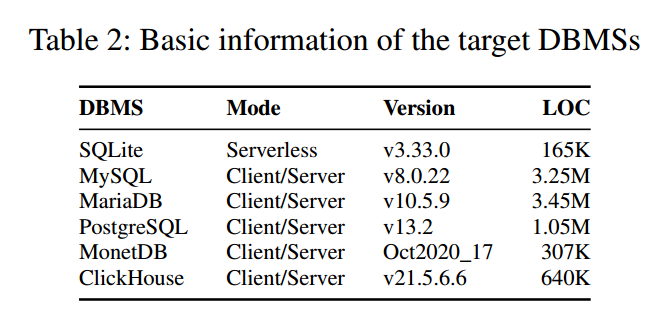 Table 2: Basic information of the target DBMSs
DBMS Mode Version LOC
SQLite Serverless v3.33.0 165K
MySQL Client/Server v8.0.22 3.25M
MariaDB Client/Server v10.5.9 3.45M
PostgreSQL Client/Server v13.2 1.05M
MonetDB Client/Server Oct2020_17 307K
ClickHouse Client/Server v21.5.6.6 640K